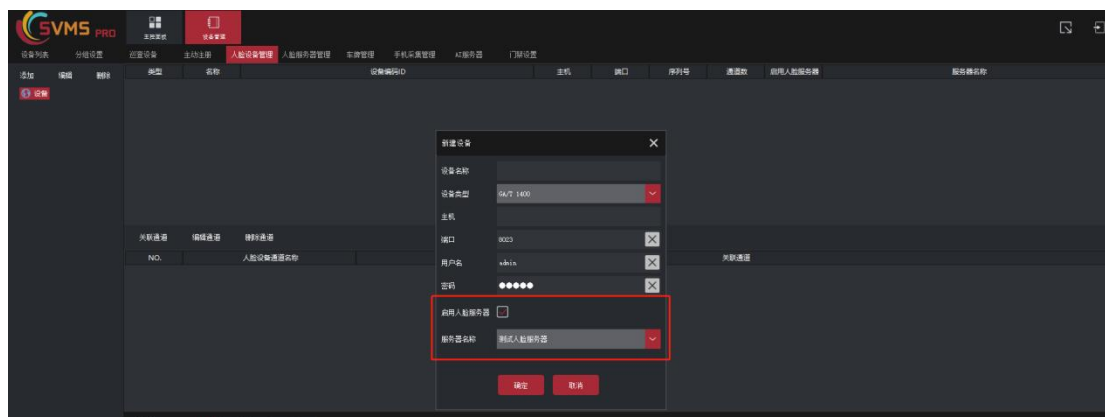 SVMS PRO
主控面板 设备管理
设备列表 分组设置 巡查设备 主动注册 人脸设备管理 人脸服务器管理 车牌管理 手机采集管理 AI服务器 门禁设置
添加 编辑 删除 类型 名称 设备编码ID 主机 端口 序列号 通道数 启用人脸服务器 服务器名称
设备
新建设备
设备名称
设备类型 GA/T 1400
主机
关联通道 编辑通道 删除通道
端口 8023
NO. 人脸设备通道名称 关联通道
用户名 admin
密码 ●●●●●
启用人脸服务器
服务器名称 测试人脸服务器
确定 取消